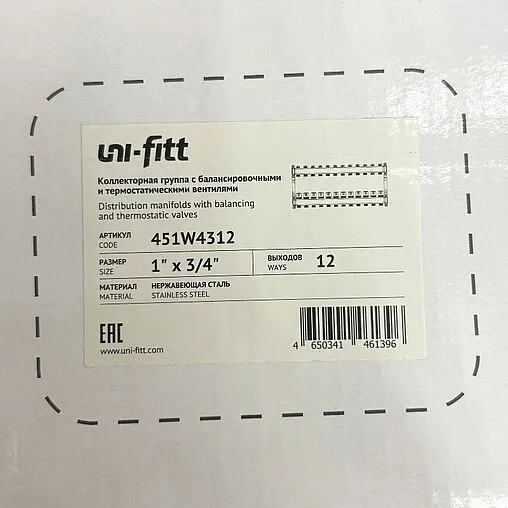 uni-fitt
Коллекторная группа с балансировочными
и термостатическими вентилями
Distribution manifolds with balancing
and thermostatic valves
АРТИКУЛ
CODE
451W4312
РАЗМЕР
SIZE
1" x 3/4"
ВЫХОДОВ
WAYS
12
МАТЕРИАЛ
MATERIAL
НЕРЖАВЕЮЩАЯ СТАЛЬ
STAINLESS STEEL
EAC
www.uni-fitt.com
4 650341 461396